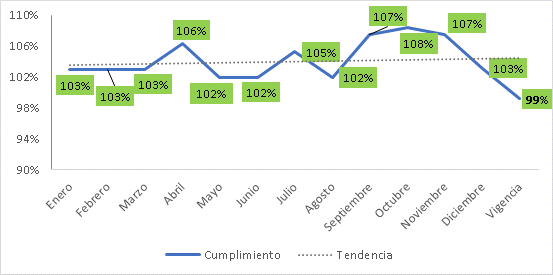 110%
106%
102%
98%
94%
90%
103%
103%
103%
106%
102%
102%
105%
102%
107%
108%
107%
103%
99%
Enero
Febrero
Marzo
Abril
Mayo
Junio
Julio
Agosto
Septiembre
Octubre
Noviembre
Diciembre
Vigencia
Cumplimiento
Tendencia